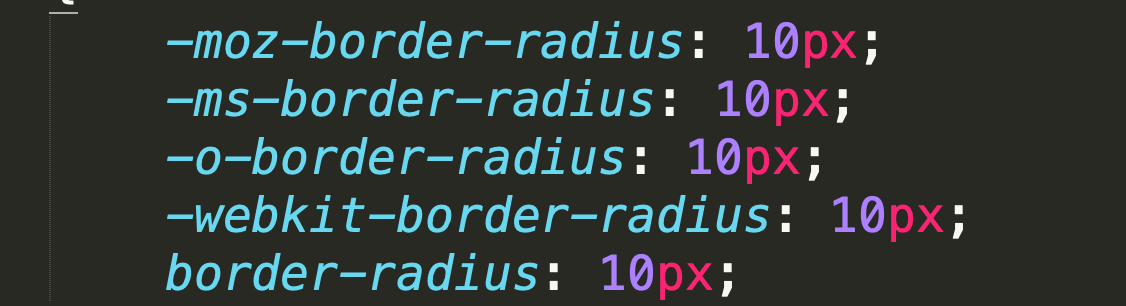 -moz-border-radius: 10px;
-ms-border-radius: 10px;
-o-border-radius: 10px;
-webkit-border-radius: 10px;
border-radius: 10px;